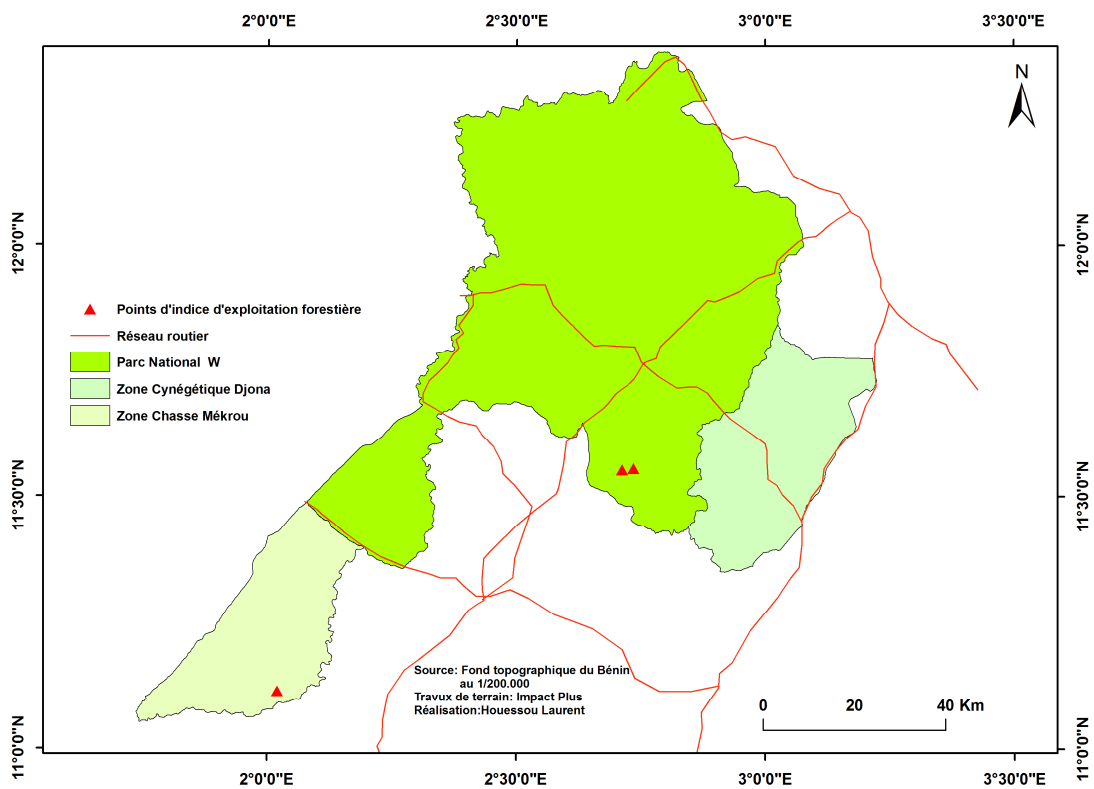 2°0'0"E
2°30'0"E
3°0'0"E
3°30'0"E
N
12°0'0"N
12°0'0"N
Points d'indice d'exploitation forestière
Réseau routier
Parc National W
Zone Cynégétique Djona
Zone Chasse Mékrou
11°30'0"N
11°30'0"N
Source: Fond topographique du Bénin
au 1/200.000
Travux de terrain: Impact Plus
Réalisation:Houessou Laurent
0
20
40 Km
11°0'0"N
11°0'0"N
2°0'0"E
2°30'0"E
3°0'0"E
3°30'0"E